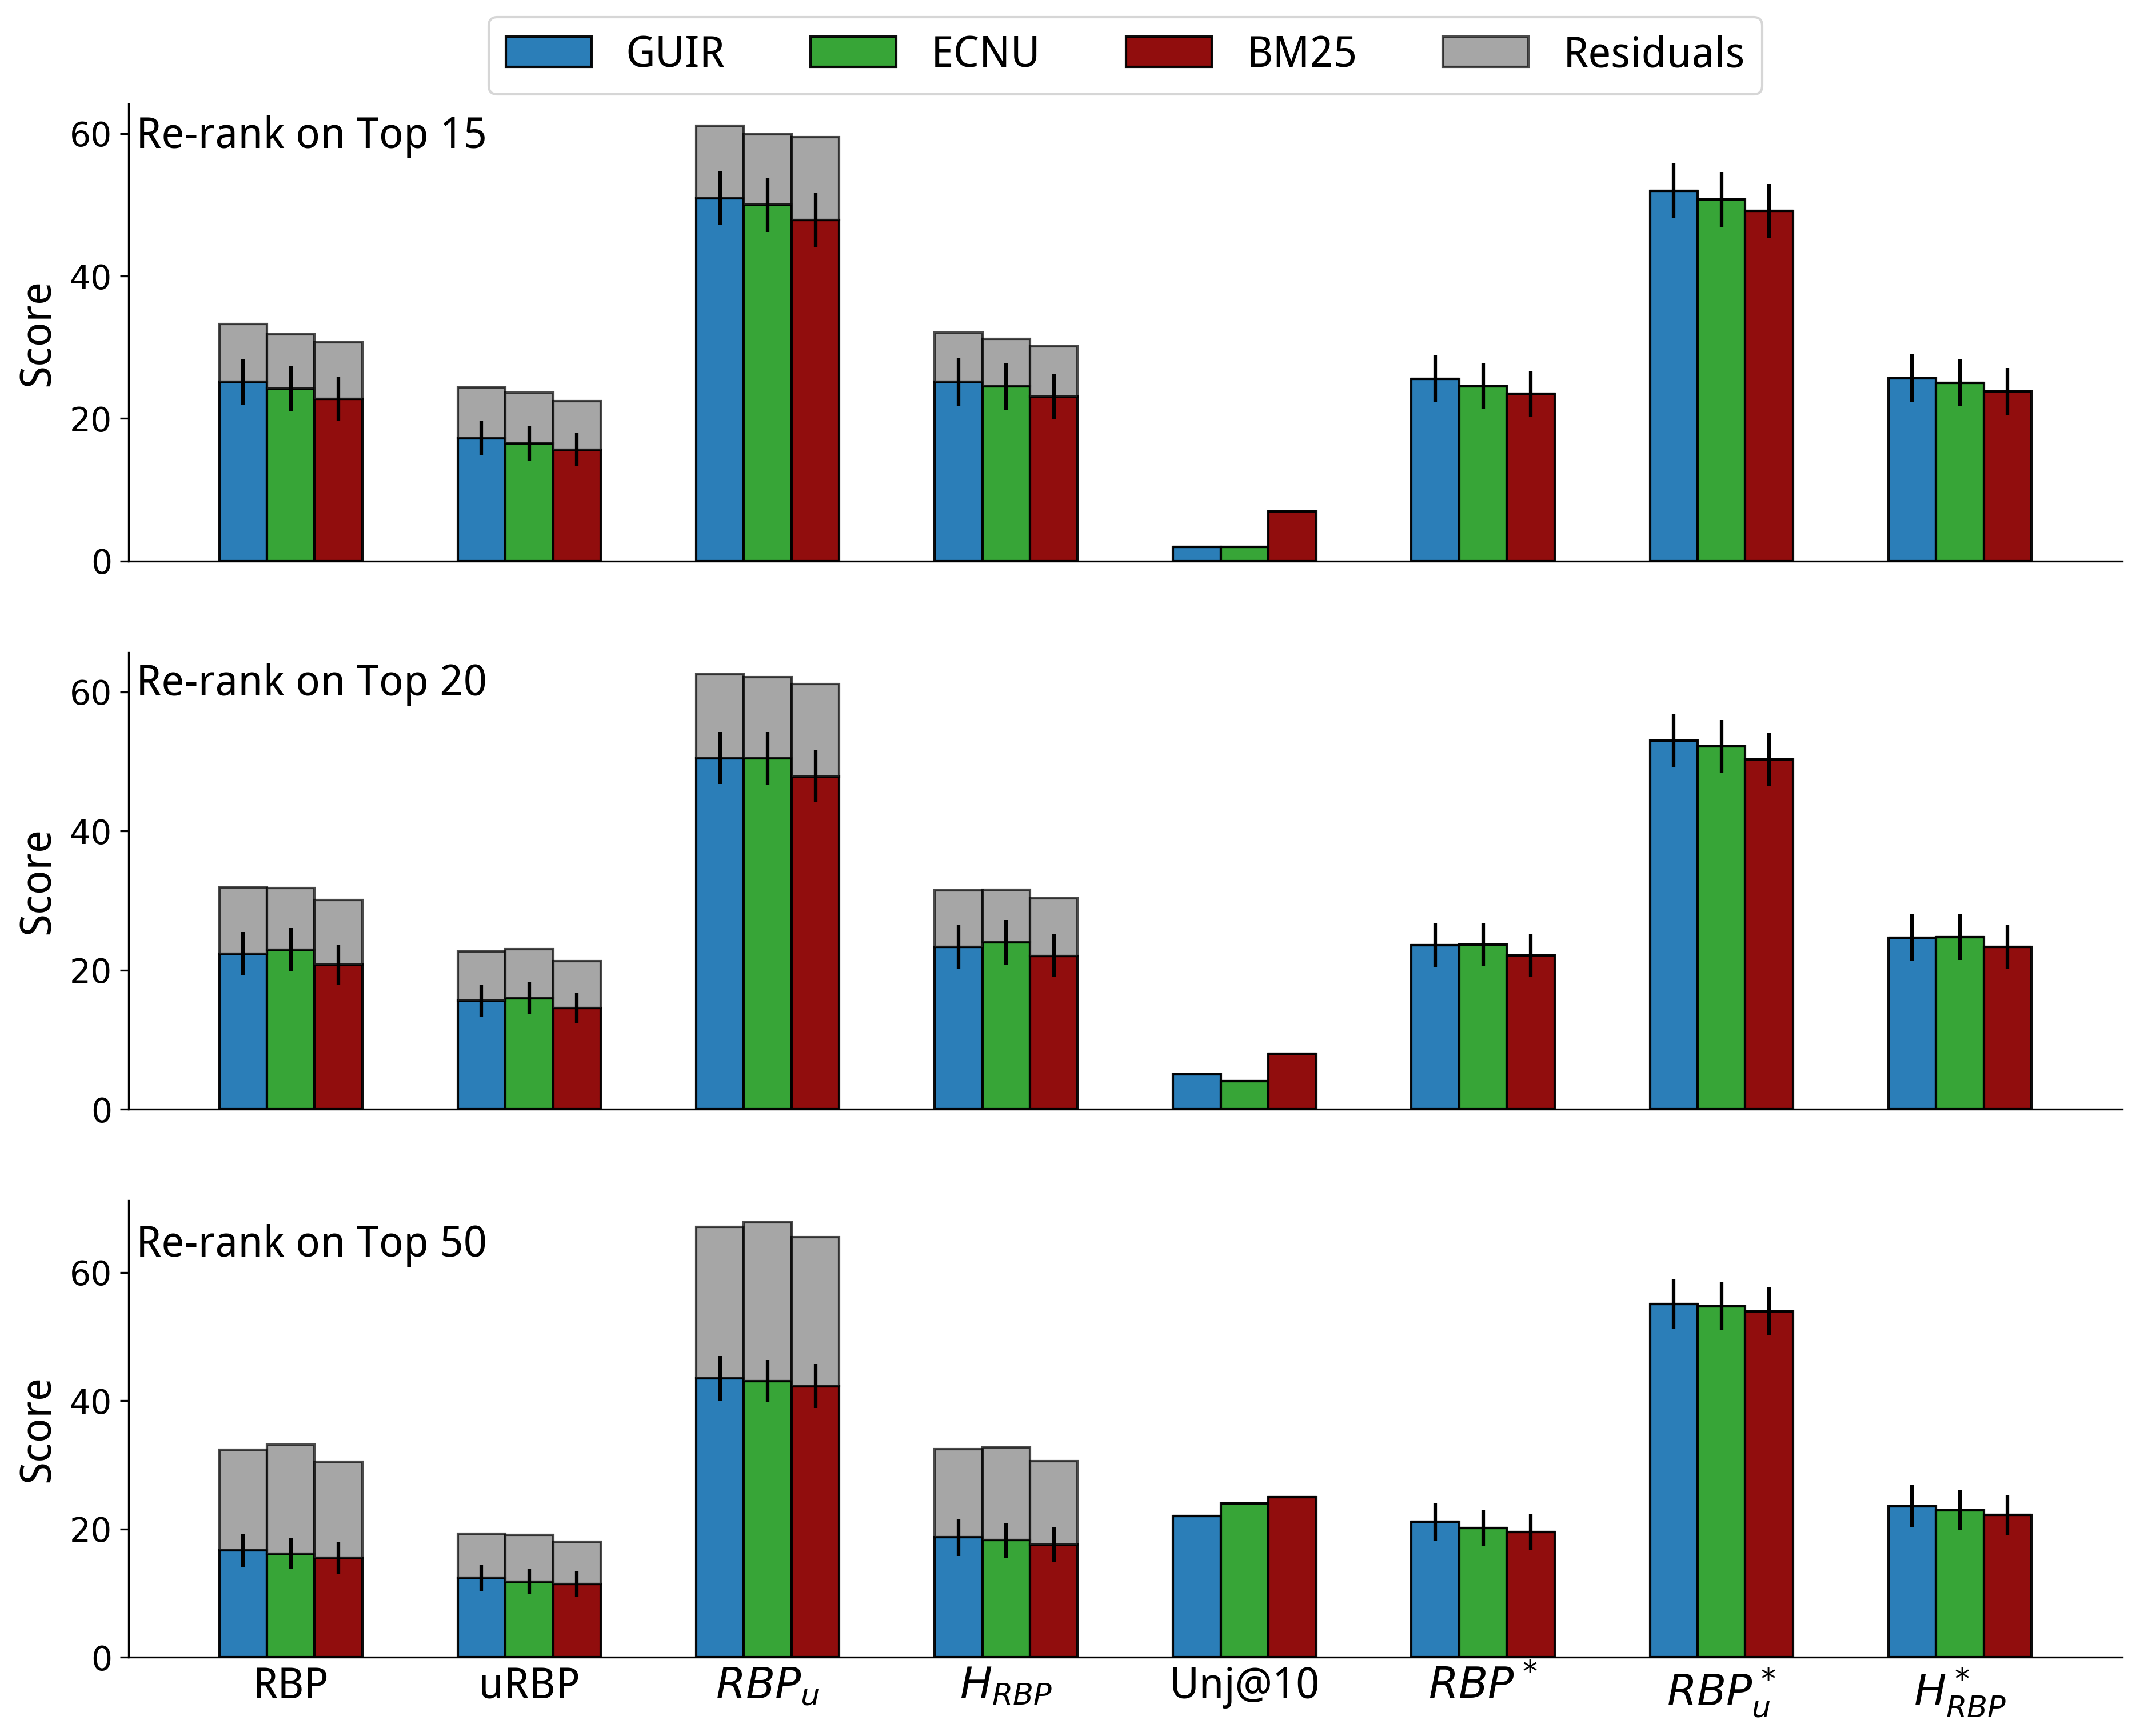 GUIR ECNU BM25 Residuals
Re-rank on Top 15
Score
60
40
20
0
Re-rank on Top 20
Score
60
40
20
0
Re-rank on Top 50
Score
60
40
20
0
RBP uRBP RBP_u H_RBP Unj@10 RBP* RBP*_u H*_RBP